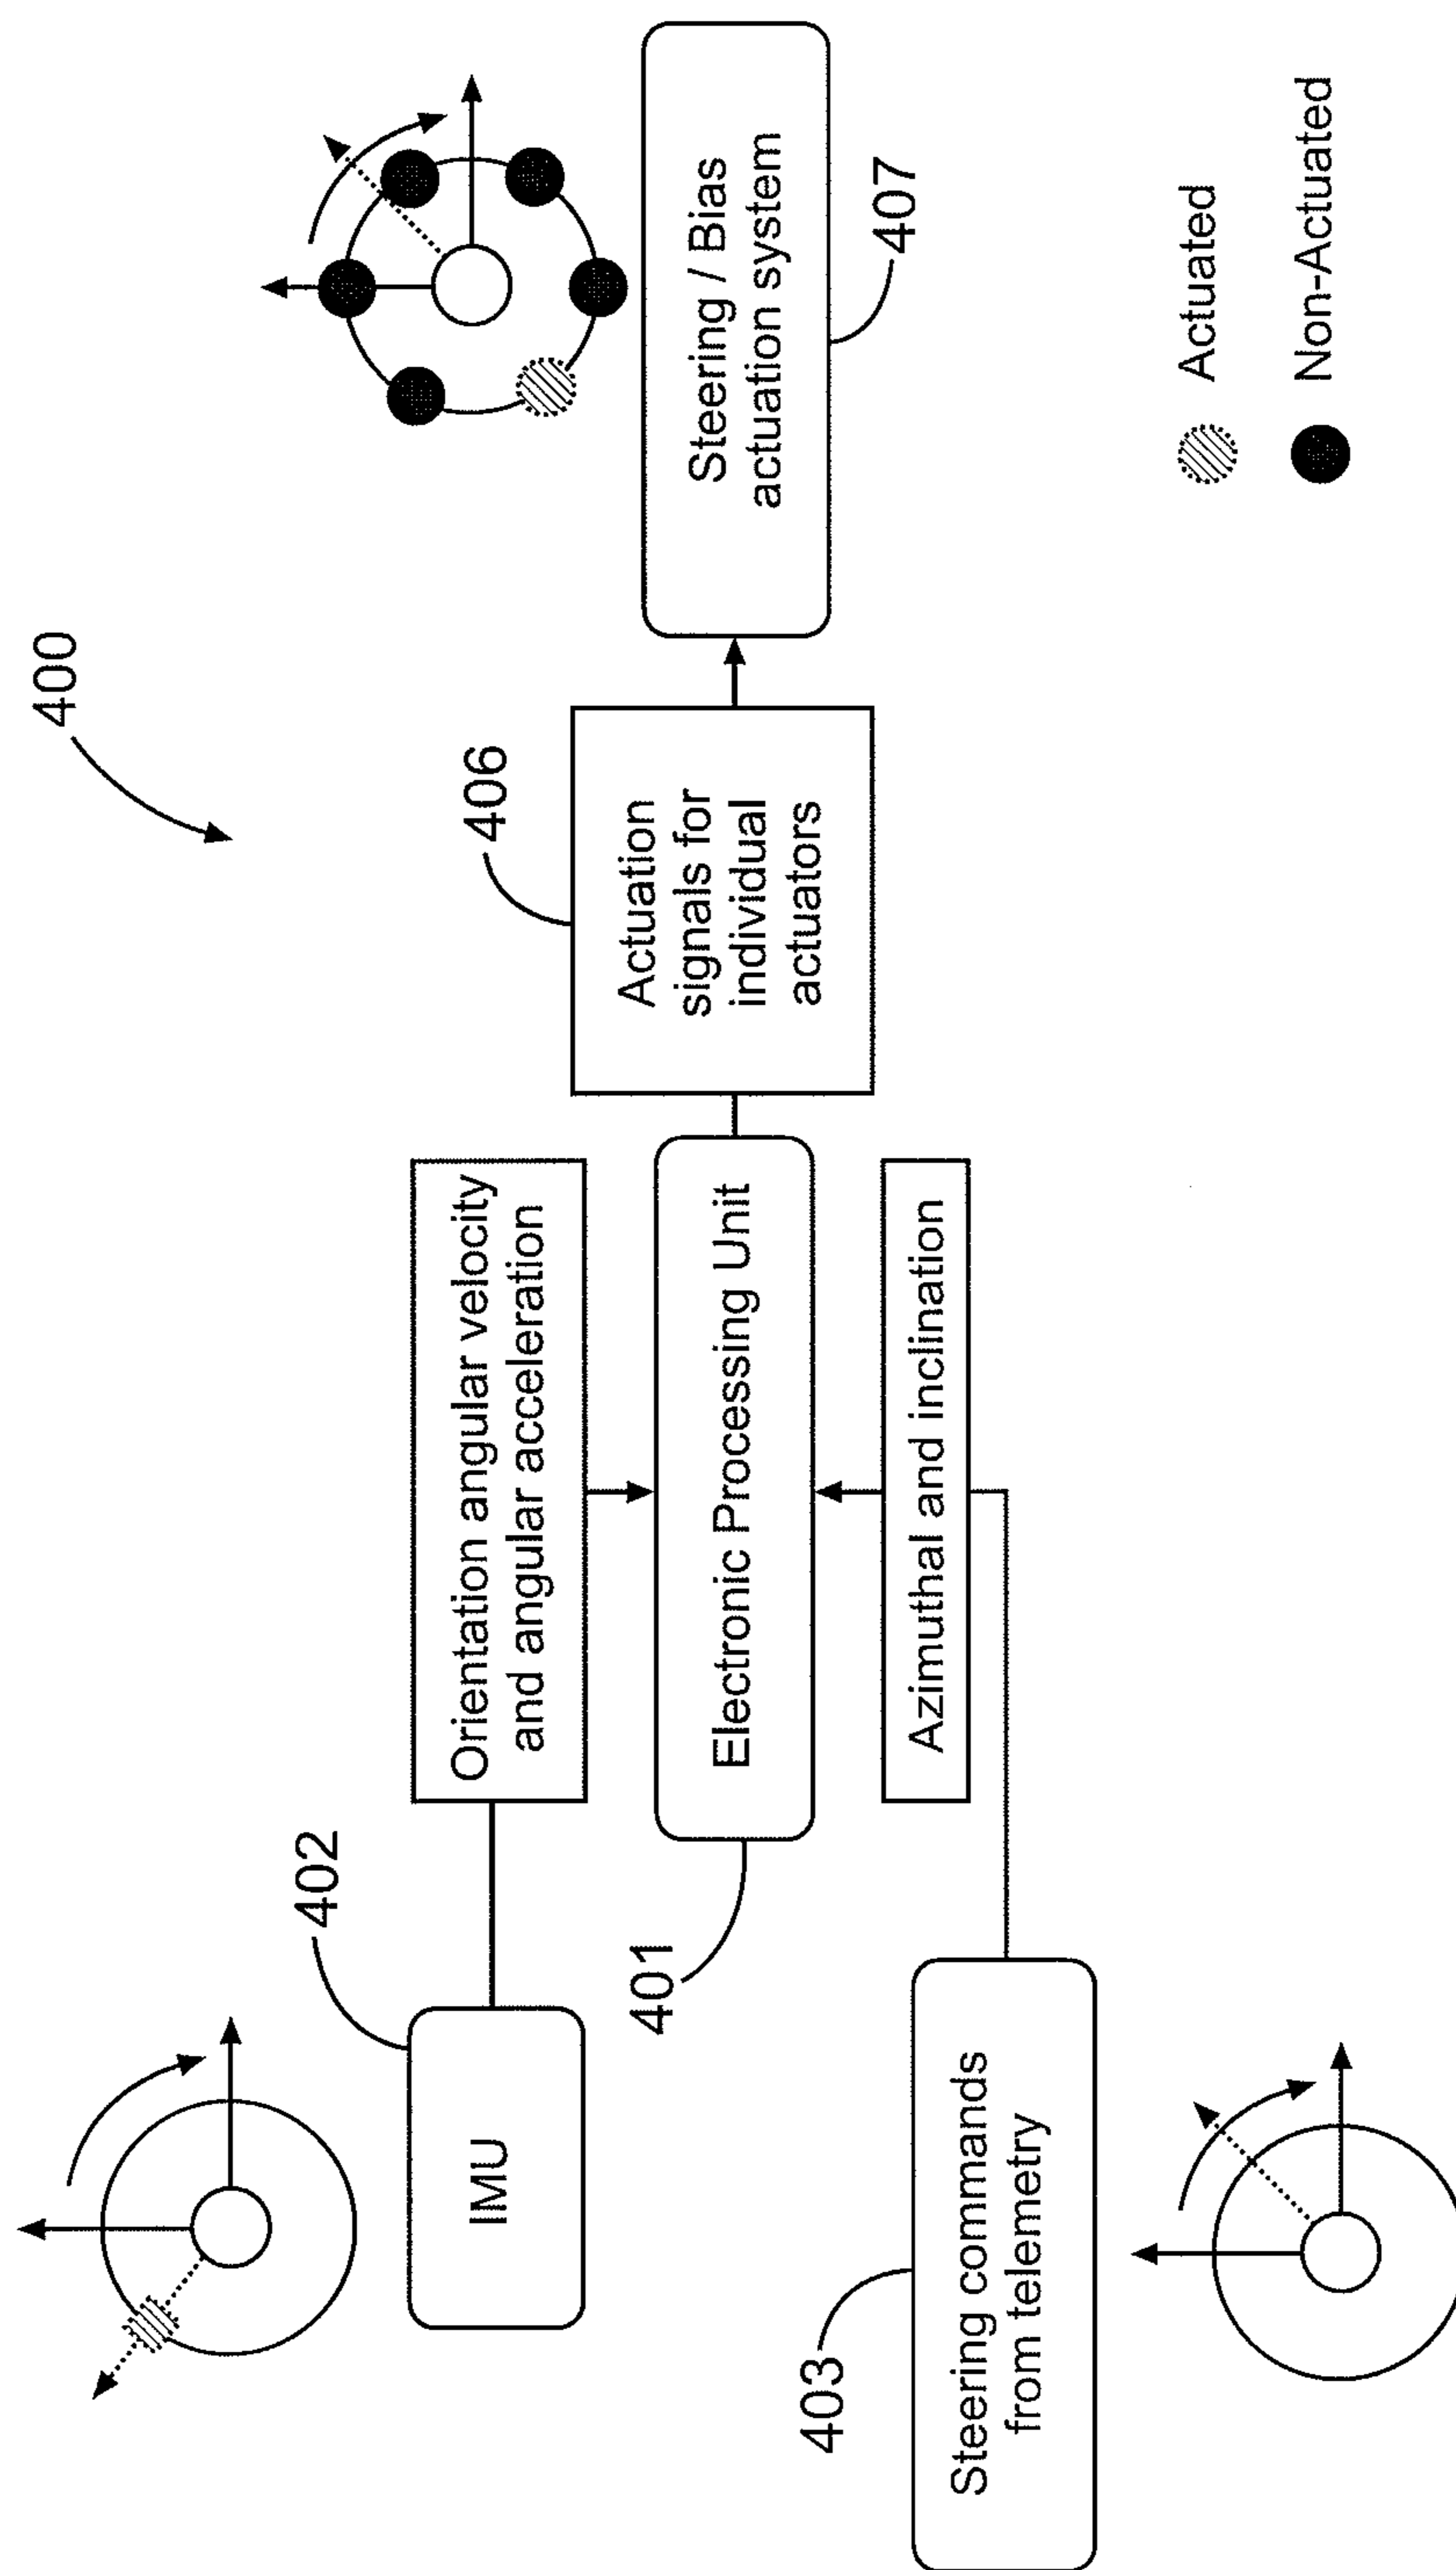 400
402
IMU
Orientation angular velocity
and angular acceleration
401
Electronic Processing Unit
403
Steering commands
from telemetry
Azimuthal and inclination
406
Actuation
signals for
individual
actuators
Steering / Bias
actuation system
407
Actuated
Non-Actuated